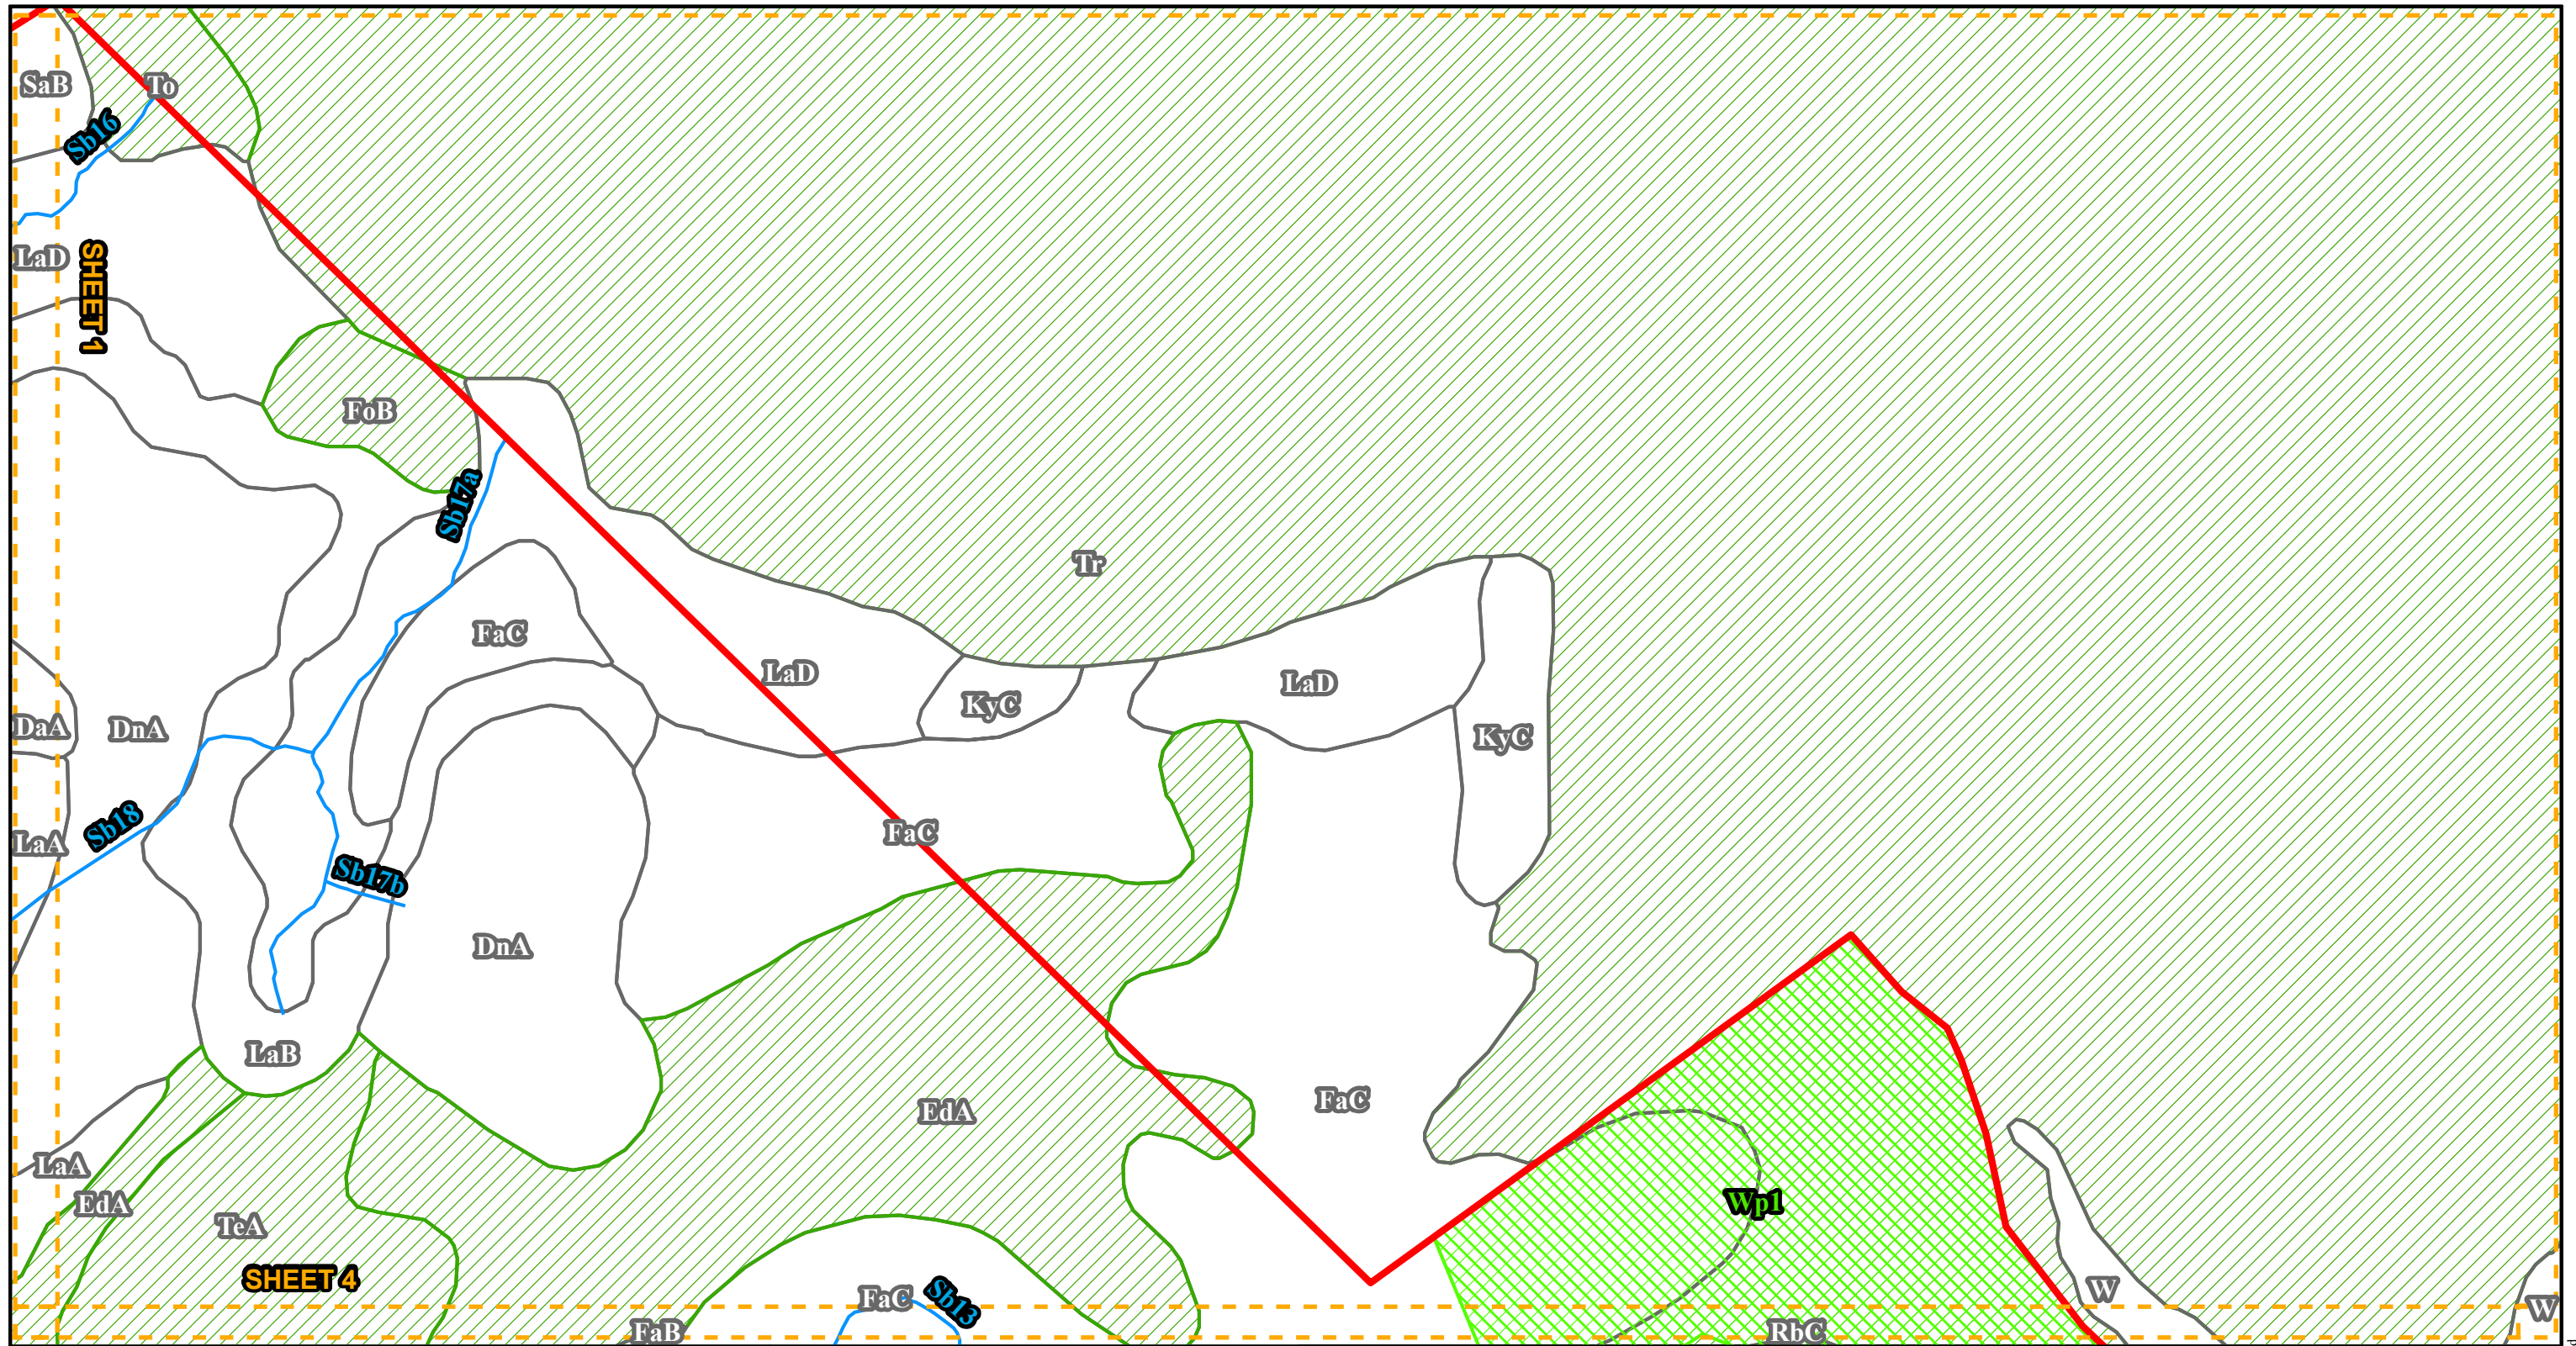 SaB
To
Sb16
LaD
SHEET 1
FoB
Sb17a
Tr
FaC
LaD
KyC
LaD
KyC
DaA
DnA
LaA
Sb18
FaC
Sb17b
DnA
LaB
FaC
EdA
LaA
EdA
TeA
Wp1
SHEET 4
FaC
Sb13
W
W
FaB
RbC